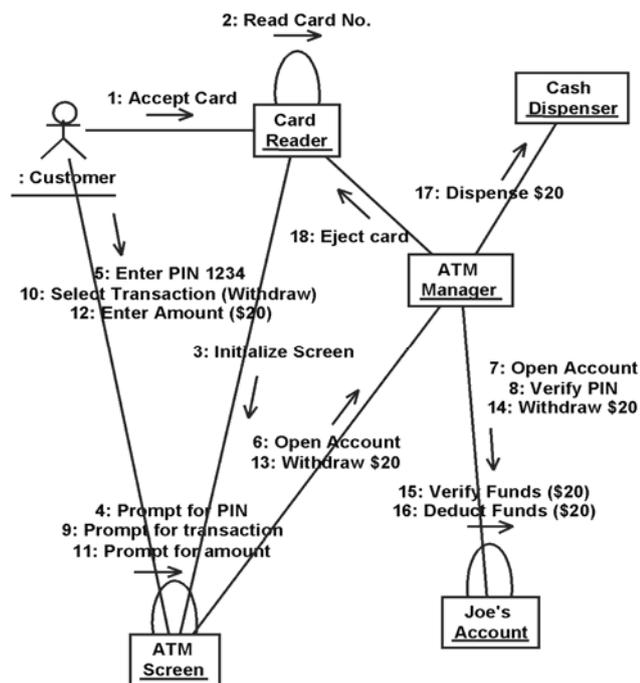 2: Read Card No.
1: Accept Card
Card
Reader
Cash
Dispenser
: Customer
17: Dispense $20
18: Eject card
ATM
Manager
5: Enter PIN 1234
10: Select Transaction (Withdraw)
12: Enter Amount ($20)
3: Initialize Screen
7: Open Account
8: Verify PIN
14: Withdraw $20
6: Open Account
13: Withdraw $20
15: Verify Funds ($20)
16: Deduct Funds ($20)
4: Prompt for PIN
9: Prompt for transaction
11: Prompt for amount
Joe's
Account
ATM
Screen